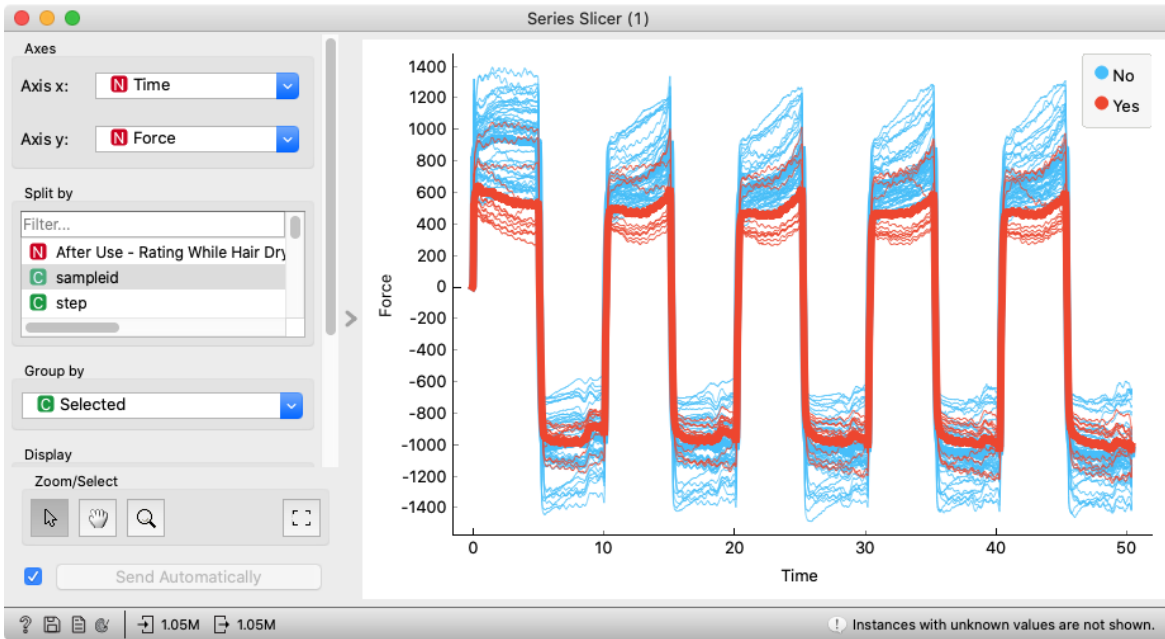 Series Slicer (1)
Axes
Axis x: N Time
Axis y: N Force
Split by
Filter...
N After Use - Rating While Hair Dry
C sampleid
C step
Group by
C Selected
Display
Zoom/Select
Send Automatically
1400
1200
1000
800
600
400
200
0
-200
-400
-600
-800
-1000
-1200
-1400
Force
0 10 20 30 40 50
Time
No
Yes
? 1.05M 1.05M
! Instances with unknown values are not shown.